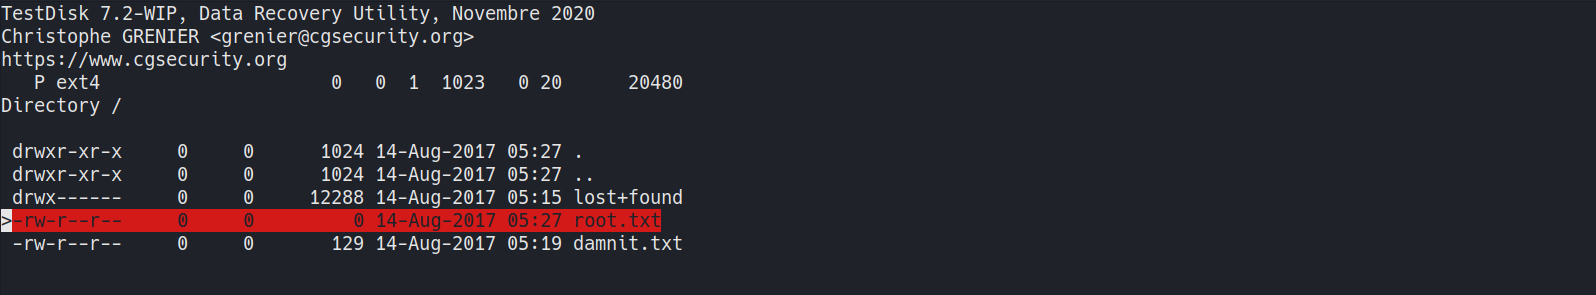 TestDisk 7.2-WIP, Data Recovery Utility, Novembre 2020
Christophe GRENIER <grenier@cgsecurity.org>
https://www.cgsecurity.org
   P ext4                     0   0  1  1023   0 20      20480
Directory /
 drwxr-xr-x     0     0      1024 14-Aug-2017 05:27 .
 drwxr-xr-x     0     0      1024 14-Aug-2017 05:27 ..
 drwx------     0     0     12288 14-Aug-2017 05:15 lost+found
>-rw-r--r--     0     0         0 14-Aug-2017 05:27 root.txt
 -rw-r--r--     0     0       129 14-Aug-2017 05:19 damnit.txt